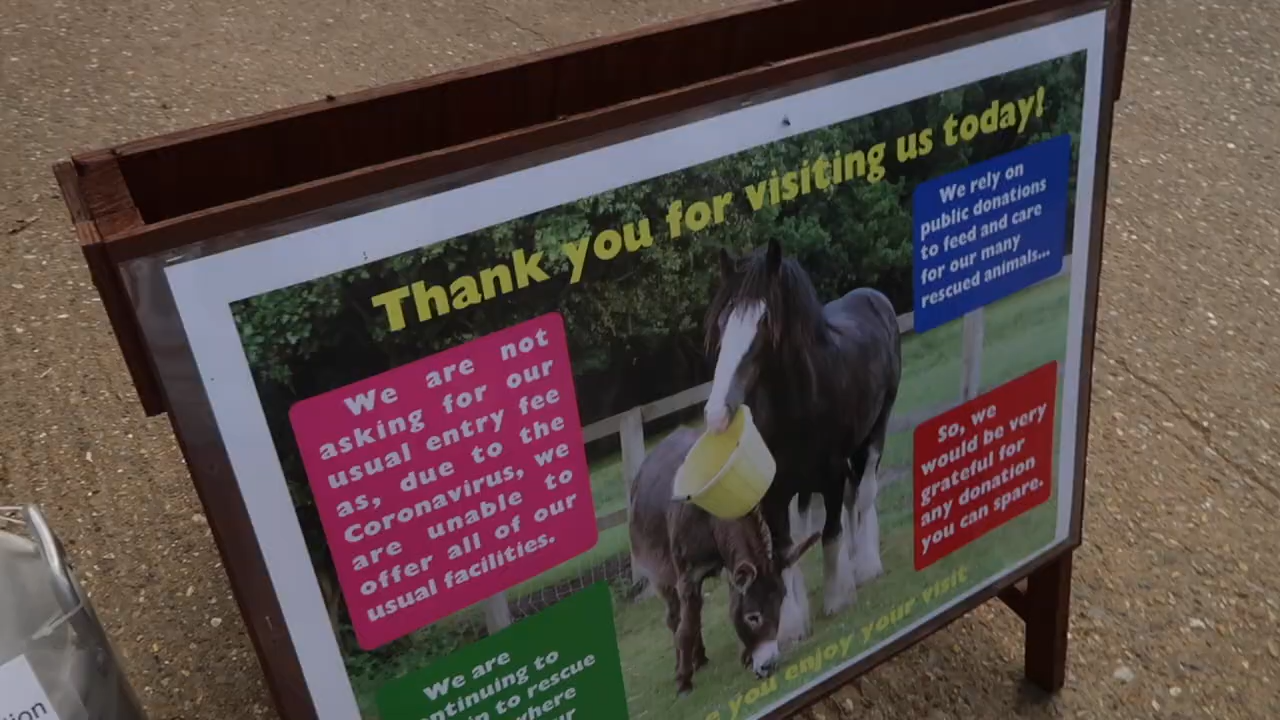 Thank you for visiting us today!
We rely on
public donations
to feed and care
for our many
rescued animals...
We are not
asking for our
usual entry fee
as, due to the
Coronavirus, we
are unable to
offer all of our
usual facilities.
So, we
would be very
grateful for
any donation
you can spare.
We are
to rescue
you enjoy your visit